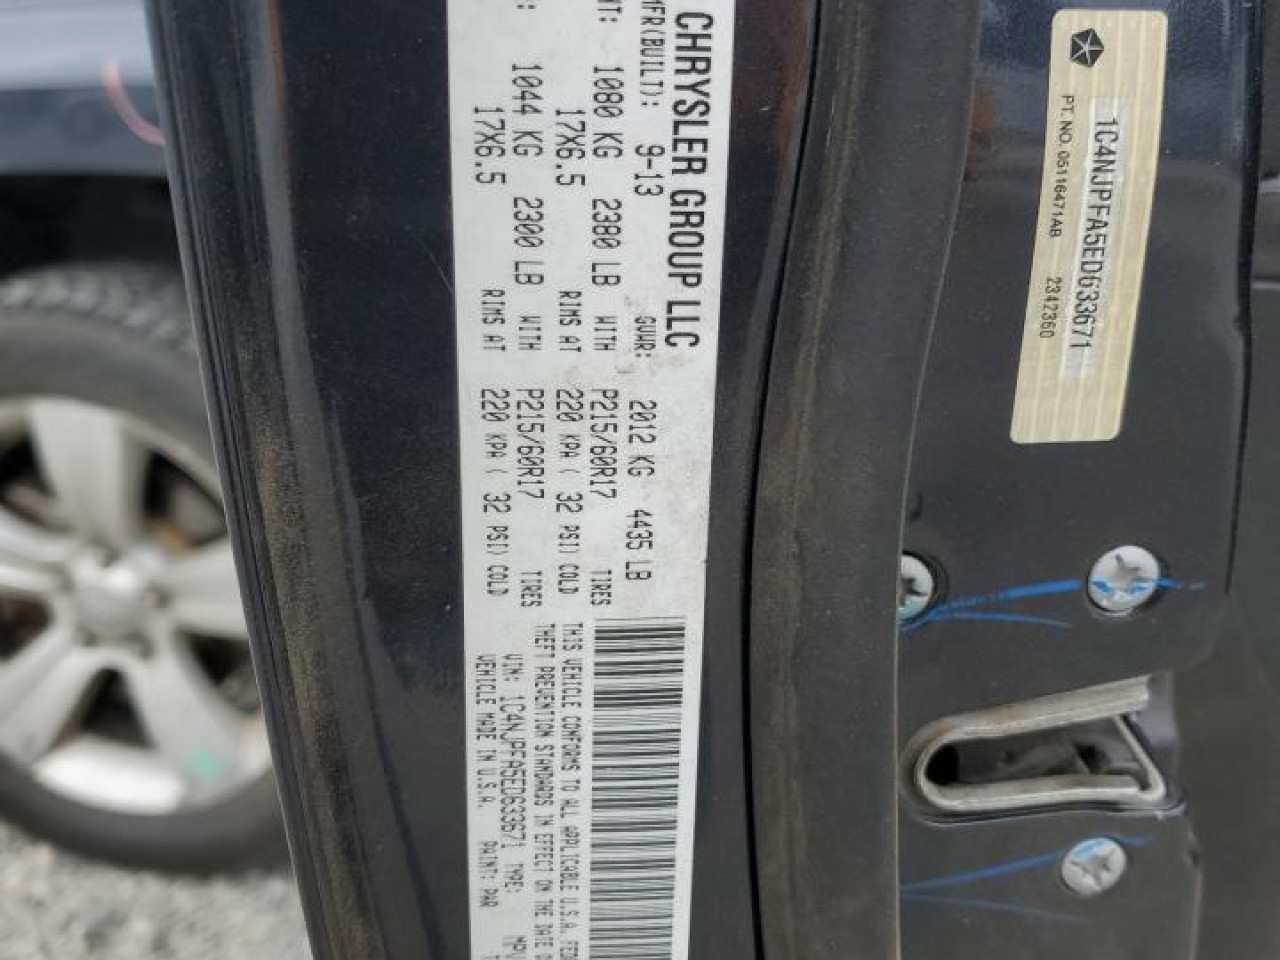 CHRYSLER GROUP LLC
MFR(BUILT): 9-13 GVWR: 2012 KG 4435 LB
1080 KG 2380 LB WITH P215/60R17 TIRES
17X6.5 RIMS AT 220 KPA( 32 PSI) COLD
1044 KG 2300 LB WITH P215/60R17 TIRES
17X6.5 RIMS AT 220 KPA( 32 PSI) COLD
THIS VEHICLE CONFORMS TO ALL APPLICABLE U.S.A.
THEFT PREVENTION STANDARDS IN EFFECT ON THE DATE
VIN: 1C4NJPFA5ED633671 TYPE: MPV
VEHICLE MADE IN U.S.A. PAINT: PAR
1C4NJPFA5ED633671
PT. NO. 05116471AB 2342360